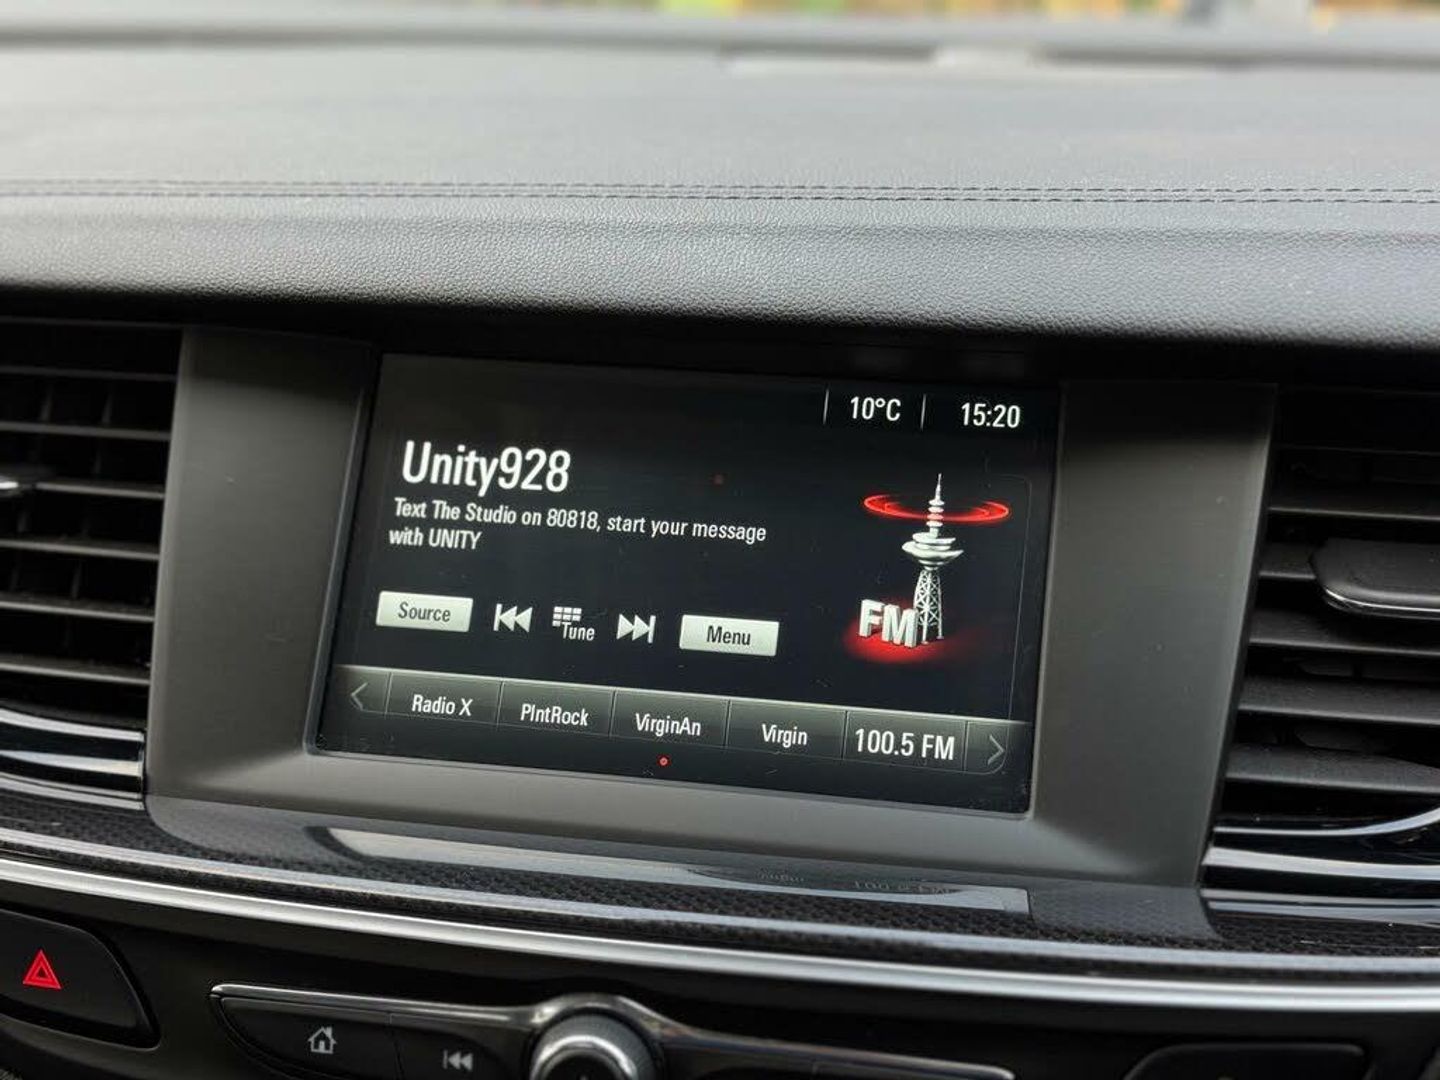 10°C
15:20
Unity928
Text The Studio on 80818, start your message
with UNITY
FM
Source
Tune
Menu
Radio X
PlntRock
VirginAn
Virgin
100.5 FM